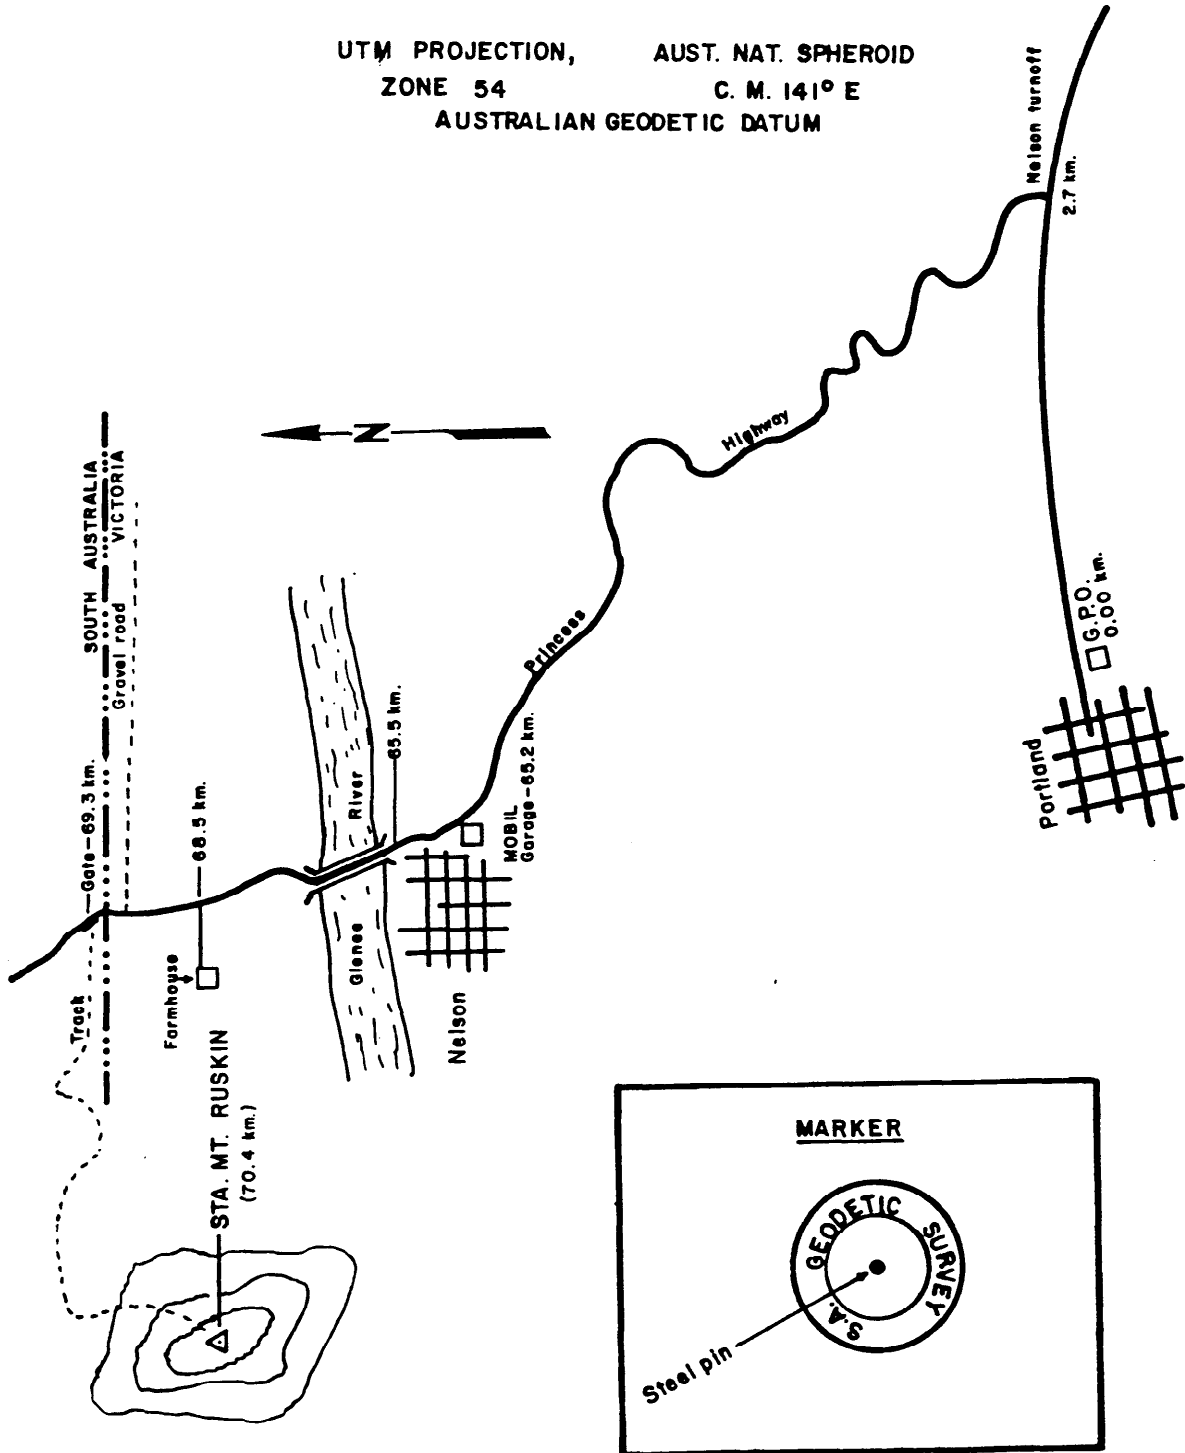 UTM PROJECTION, AUST. NAT. SPHEROID
ZONE 54 C. M. 141° E
AUSTRALIAN GEODETIC DATUM
Nelson turnoff
2.7 km.
Highway
N
SOUTH AUSTRALIA
VICTORIA
Gravel road
Princess
G.P.O.
0.00 km.
Portland
Gate-69.3 km.
68.5 km.
River
65.5 km.
MOBIL
Garage-65.2 km.
Glenee
Nelson
Farmhouse
Track
STA. MT. RUSKIN
(70.4 km.)
MARKER
S.A. GEODETIC SURVEY
Steel pin